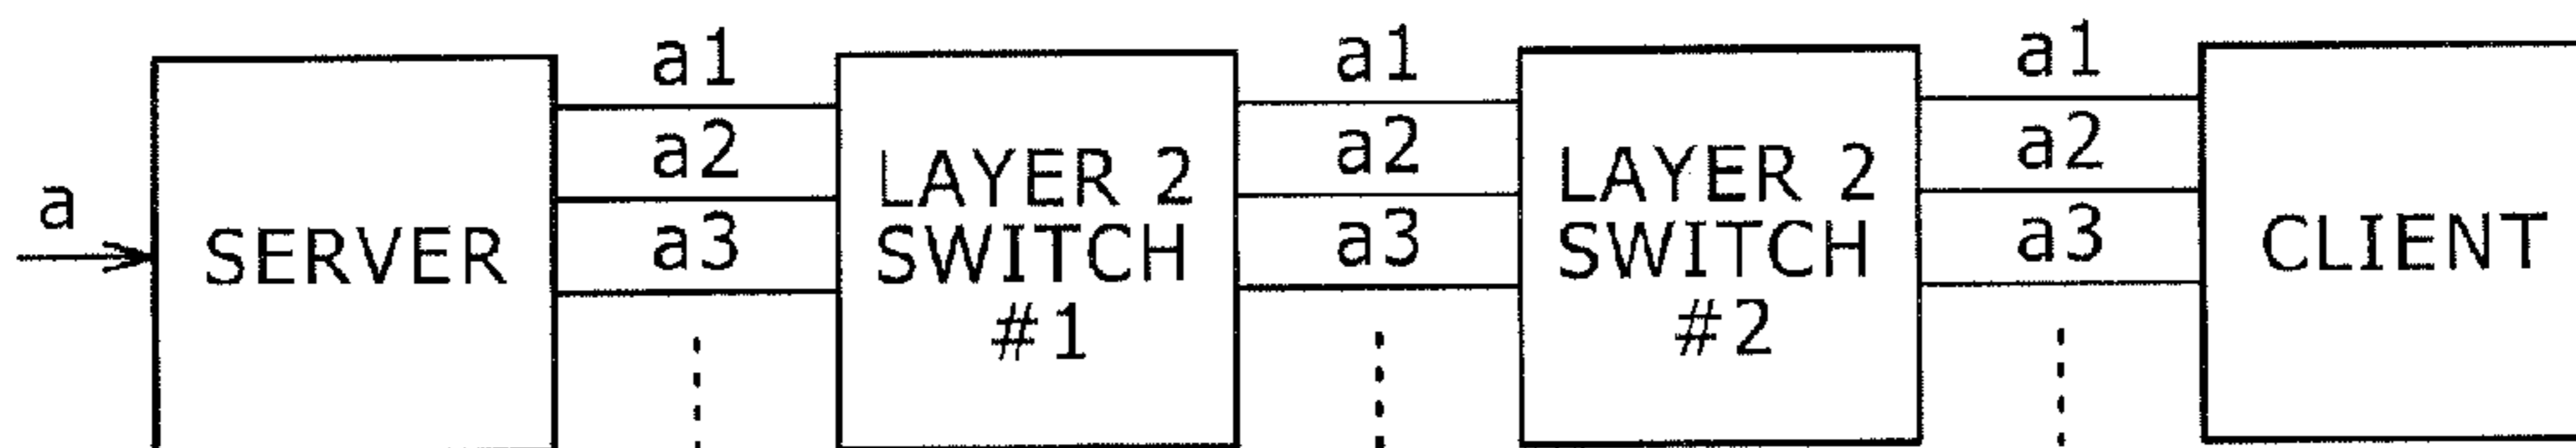 a
SERVER
a1
a2
a3
LAYER 2
SWITCH
#1
a1
a2
a3
LAYER 2
SWITCH
#2
a1
a2
a3
CLIENT